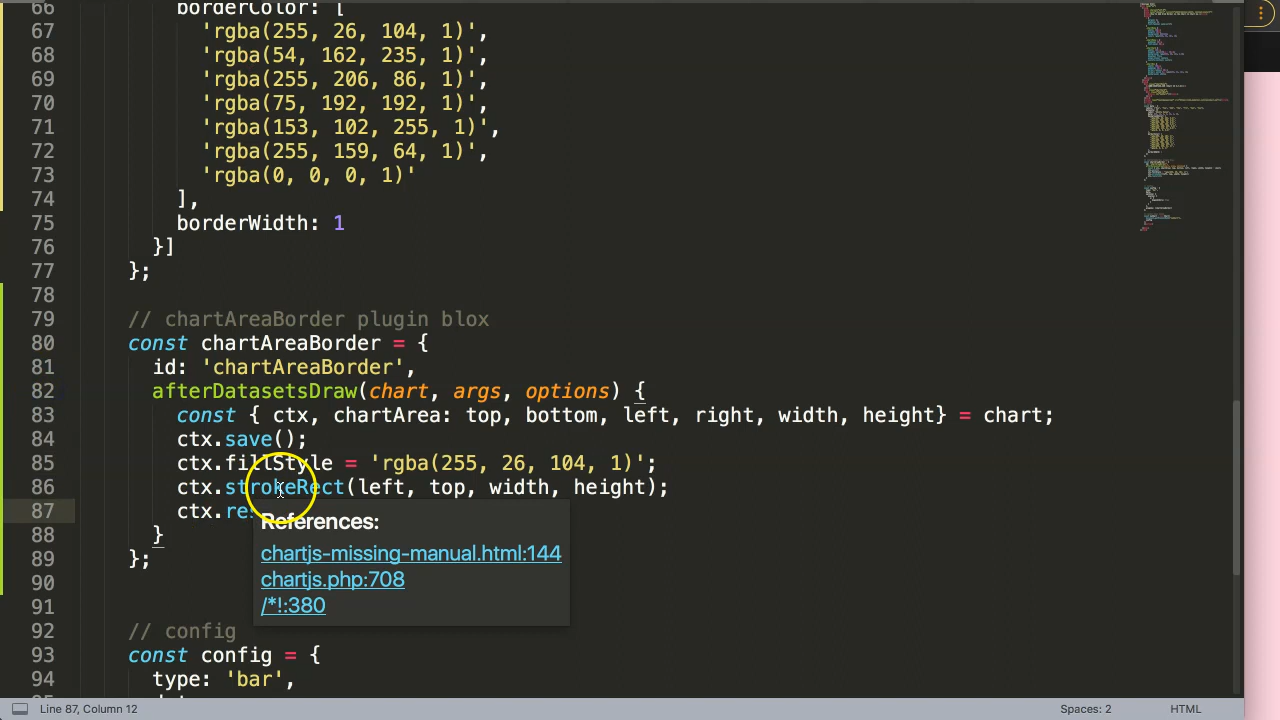 66 borderColor: [
67 'rgba(255, 26, 104, 1)',
68 'rgba(54, 162, 235, 1)',
69 'rgba(255, 206, 86, 1)',
70 'rgba(75, 192, 192, 1)',
71 'rgba(153, 102, 255, 1)',
72 'rgba(255, 159, 64, 1)',
73 'rgba(0, 0, 0, 1)'
74 ],
75 borderWidth: 1
76 }]
77 };
78
79 // chartAreaBorder plugin blox
80 const chartAreaBorder = {
81 id: 'chartAreaBorder',
82 afterDatasetsDraw(chart, args, options) {
83 const { ctx, chartArea: top, bottom, left, right, width, height} = chart;
84 ctx.save();
85 ctx.fillStyle = 'rgba(255, 26, 104, 1)';
86 ctx.strokeRect(left, top, width, height);
87 ctx.re
References:
88 }
chartjs-missing-manual.html:144
89 };
chartjs.php:708
90
/*!:380
91
92 // config
93 const config = {
94 type: 'bar',
Line 87, Column 12
Spaces: 2
HTML